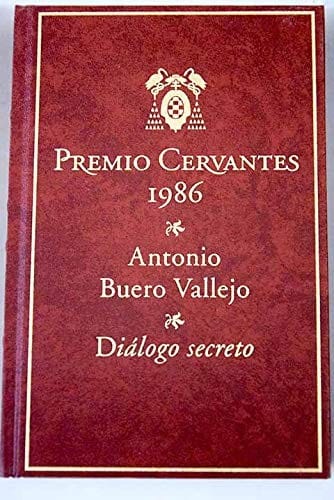 PREMIO CERVANTES
1986
Antonio
Buero Vallejo
Diálogo secreto